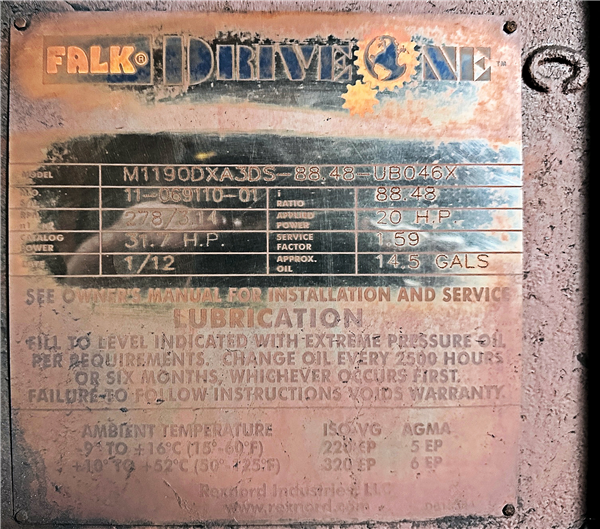 FALK® DRIVE ONE™
MODEL M1190DXA3DS-88.48-UB046X
NO. 11-069110-01 RATIO 88.48
278/3.14 APPLIED POWER 20 H.P.
CATALOG POWER 31.7 H.P. SERVICE FACTOR 1.59
1/12 APPROX. OIL 14.5 GALS
SEE OWNER'S MANUAL FOR INSTALLATION AND SERVICE
LUBRICATION
FILL TO LEVEL INDICATED WITH EXTREME PRESSURE OIL
PER REQUIREMENTS. CHANGE OIL EVERY 2500 HOURS
OR SIX MONTHS, WHICHEVER OCCURS FIRST.
FAILURE TO FOLLOW INSTRUCTIONS VOIDS WARRANTY.
AMBIENT TEMPERATURE ISO-VG AGMA
-9° TO +16°C (15°-60°F) 220 EP 5 EP
+10° TO +52°C (50°-125°F) 320 EP 6 EP
Rexnord Industries, LLC
www.rexnord.com